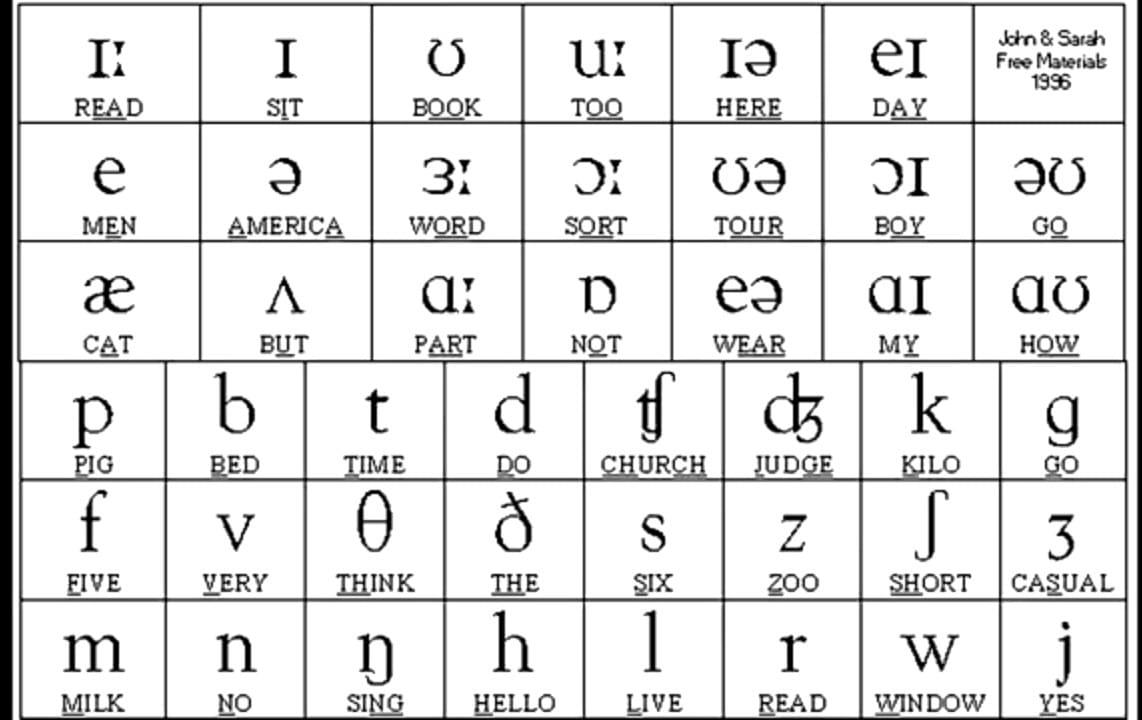 ɪː ɪ ʊ uː ɪə eɪ John & Sarah
Free Materials
1996
READ SIT BOOK TOO HERE DAY
e ə ɜː ɔː ʊə ɔɪ əʊ
MEN AMERICA WORD SORT TOUR BOY GO
æ ʌ ɑː ɒ eə ɑɪ ɑʊ
CAT BUT PART NOT WEAR MY HOW
p b t d ʧ ʤ k g
PIG BED TIME DO CHURCH JUDGE KILO GO
f v θ ð s z ʃ ʒ
FIVE VERY THINK THE SIX ZOO SHORT CASUAL
m n ŋ h l r w j
MILK NO SING HELLO LIVE READ WINDOW YES